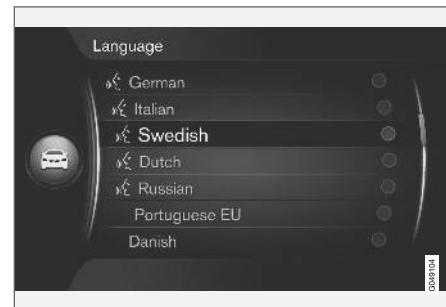 Language
German
Italian
Swedish
Dutch
Russian
Portuguese EU
Danish
G049104